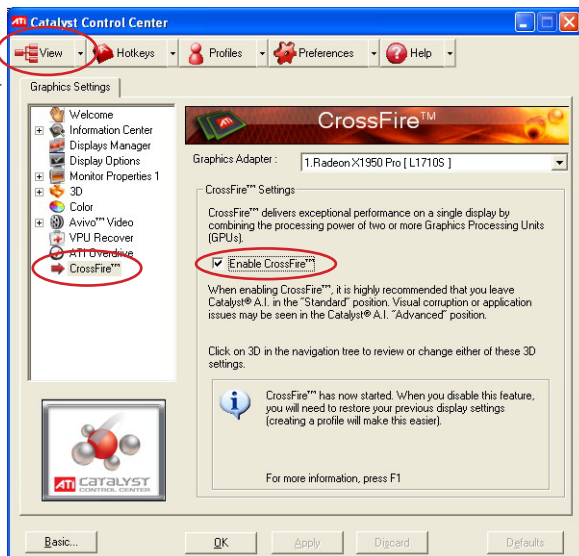 ATI Catalyst Control Center
View Hotkeys Profiles Preferences Help
Graphics Settings
Welcome
Information Center
Displays Manager
Display Options
Monitor Properties 1
3D
Color
Avivo™ Video
VPU Recover
ATI Overdrive
CrossFire™
CrossFire™
Graphics Adapter :
1.Radeon X1950 Pro [ L1710S ]
CrossFire™ Settings
CrossFire™ delivers exceptional performance on a single display by
combining the processing power of two or more Graphics Processing Units
(GPUs).
Enable CrossFire™
When enabling CrossFire™, it is highly recommended that you leave
Catalyst® A.I. in the "Standard" position. Visual corruption or application
issues may be seen in the Catalyst® A.I. "Advanced" position.
Click on 3D in the navigation tree to review or change either of these 3D
settings.
CrossFire™ has now started. When you disable this feature,
you will need to restore your previous display settings
(creating a profile will make this easier).
For more information, press F1
ATI CATALYST
CONTROL CENTER
Basic... OK Apply Discard Defaults